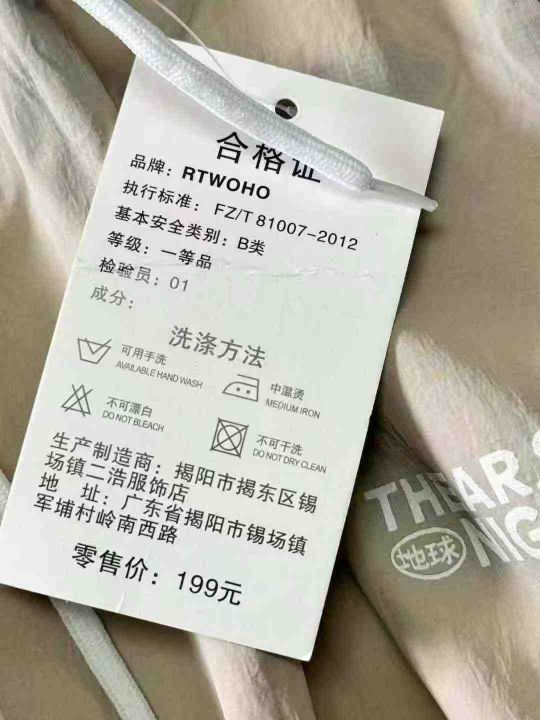 合格证
品牌：RTWOHO
执行标准：FZ/T 81007-2012
基本安全类别：B类
等级：一等品
检验员：01
成分：
洗涤方法
可用手洗
AVAILABLE HAND WASH
中温烫
MEDIUM IRON
不可漂白
DO NOT BLEACH
不可干洗
DO NOT DRY CLEAN
生产制造商：揭阳市揭东区锡
场镇二浩服饰店
地 址：广东省揭阳市锡场镇
军埔村岭南西路
零售价：199元
THEAR
地球
NIG